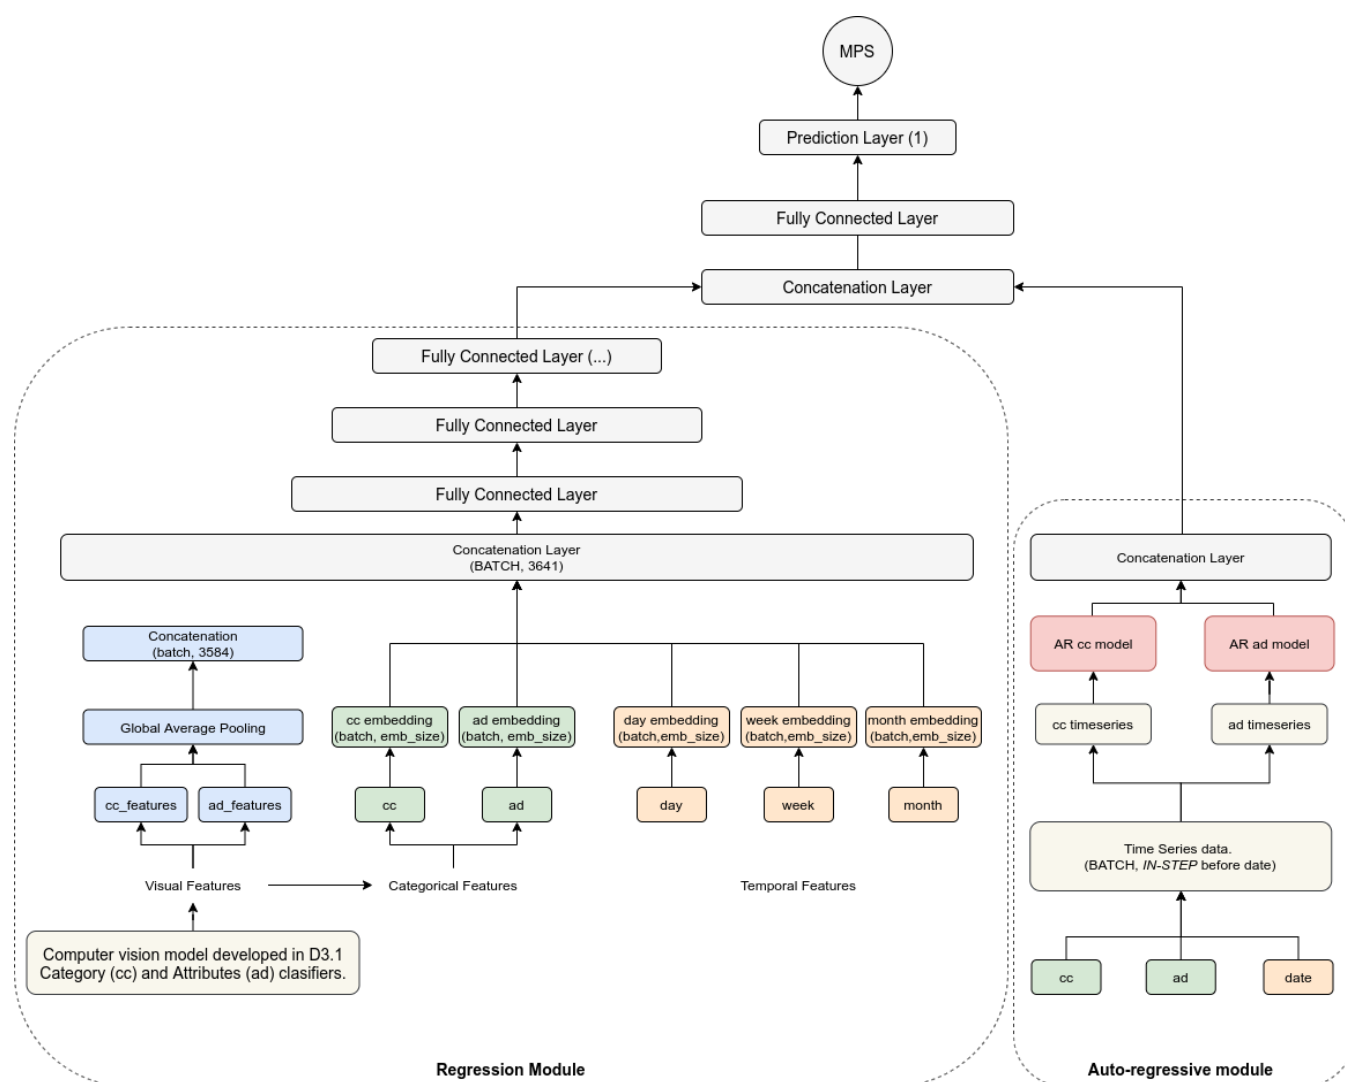 MPS
Prediction Layer (1)
Fully Connected Layer
Concatenation Layer
Fully Connected Layer (...)
Fully Connected Layer
Fully Connected Layer
Concatenation Layer
(BATCH, 3641)
Concatenation
(batch, 3584)
Global Average Pooling
cc_features
ad_features
Visual Features
Computer vision model developed in D3.1
Category (cc) and Attributes (ad) clasifiers.
cc embedding
(batch, emb_size)
ad embedding
(batch, emb_size)
cc
ad
Categorical Features
day embedding
(batch,emb_size)
week embedding
(batch,emb_size)
month embedding
(batch,emb_size)
day
week
month
Temporal Features
Regression Module
Concatenation Layer
AR cc model
AR ad model
cc timeseries
ad timeseries
Time Series data.
(BATCH, IN-STEP before date)
cc
ad
date
Auto-regressive module